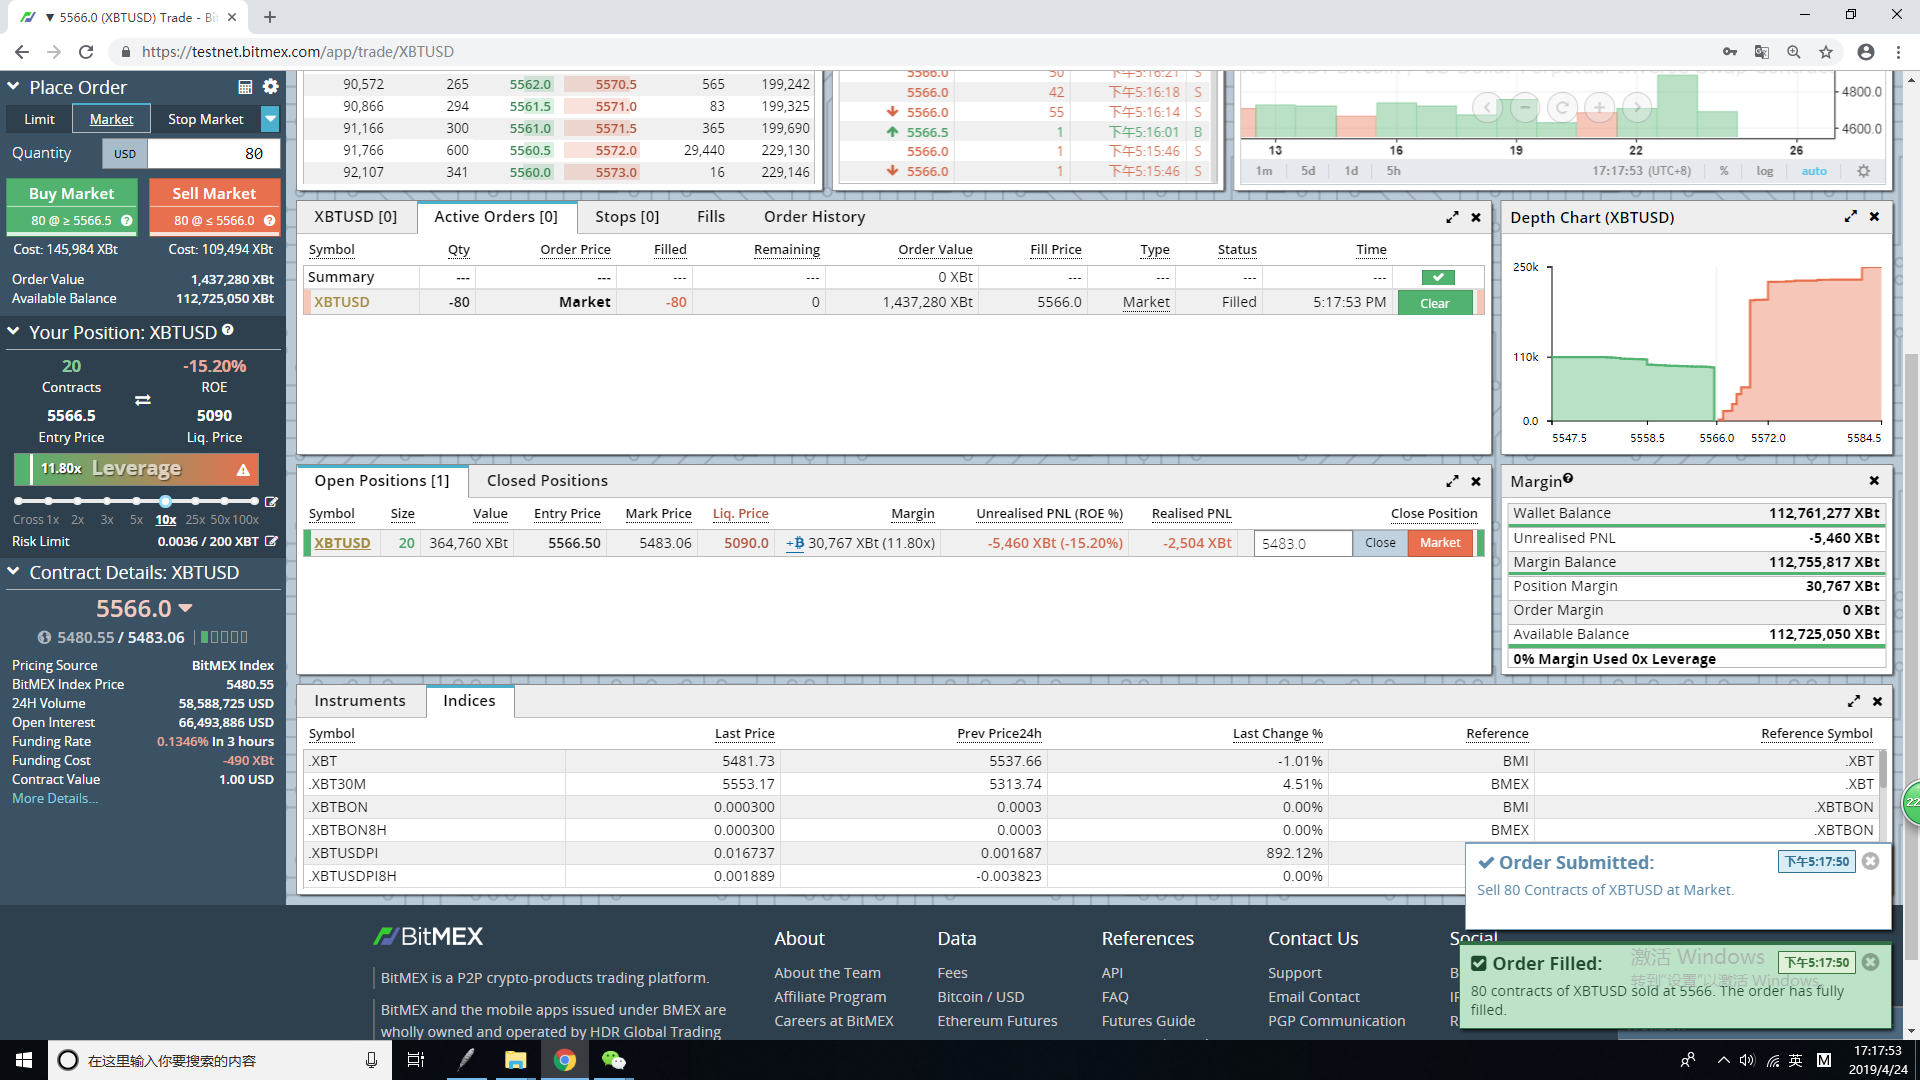 ▼ 5566.0 (XBTUSD) Trade - Bi
https://testnet.bitmex.com/app/trade/XBTUSD
Place Order
Limit Market Stop Market
Quantity USD 80
Buy Market Sell Market
80 @ ≥ 5566.5 80 @ ≤ 5566.0
Cost: 145,984 XBt Cost: 109,494 XBt
Order Value 1,437,280 XBt
Available Balance 112,725,050 XBt
Your Position: XBTUSD
20 -15.20%
Contracts ROE
5566.5 5090
Entry Price Liq. Price
11.80x Leverage
Cross 1x 2x 3x 5x 10x 25x 50x 100x
Risk Limit 0.0036 / 200 XBT
Contract Details: XBTUSD
5566.0
5480.55 / 5483.06
Pricing Source BitMEX Index
BitMEX Index Price 5480.55
24H Volume 58,588,725 USD
Open Interest 66,493,886 USD
Funding Rate 0.1346% In 3 hours
Funding Cost -490 XBt
Contract Value 1.00 USD
More Details...
90,572 265 5562.0 5570.5 565 199,242
90,866 294 5561.5 5571.0 83 199,325
91,166 300 5561.0 5571.5 365 199,690
91,766 600 5560.5 5572.0 29,440 229,130
92,107 341 5560.0 5573.0 16 229,146
5566.0 50 下午5:16:21 S
5566.0 42 下午5:16:18 S
5566.0 55 下午5:16:14 S
5566.5 1 下午5:16:01 B
5566.0 1 下午5:15:46 S
5566.0 1 下午5:15:46 S
4800.0
4600.0
13 16 19 22 26
1m 5d 1d 5h 17:17:53 (UTC+8) % log auto
XBTUSD [0] Active Orders [0] Stops [0] Fills Order History
Symbol Qty Order Price Filled Remaining Order Value Fill Price Type Status Time
Summary --- --- --- --- 0 XBt --- --- --- ---
XBTUSD -80 Market -80 0 1,437,280 XBt 5566.0 Market Filled 5:17:53 PM Clear
Depth Chart (XBTUSD)
250k
110k
0.0
5547.5 5558.5 5566.0 5572.0 5584.5
Open Positions [1] Closed Positions
Symbol Size Value Entry Price Mark Price Liq. Price Margin Unrealised PNL (ROE %) Realised PNL Close Position
XBTUSD 20 364,760 XBt 5566.50 5483.06 5090.0 30,767 XBt (11.80x) -5,460 XBt (-15.20%) -2,504 XBt 5483.0 Close Market
Margin
Wallet Balance 112,761,277 XBt
Unrealised PNL -5,460 XBt
Margin Balance 112,755,817 XBt
Position Margin 30,767 XBt
Order Margin 0 XBt
Available Balance 112,725,050 XBt
0% Margin Used 0x Leverage
Instruments Indices
Symbol Last Price Prev Price24h Last Change % Reference Reference Symbol
.XBT 5481.73 5537.66 -1.01% BMI .XBT
.XBT30M 5553.17 5313.74 4.51% BMEX .XBT
.XBTBON 0.000300 0.0003 0.00% BMI .XBTBON
.XBTBON8H 0.000300 0.0003 0.00% BMEX .XBTBON
.XBTUSDPI 0.016737 0.001687 892.12%
.XBTUSDPI8H 0.001889 -0.003823 0.00%
Order Submitted: 下午5:17:50
Sell 80 Contracts of XBTUSD at Market.
Order Filled: 下午5:17:50
80 contracts of XBTUSD sold at 5566. The order has fully
filled.
激活 Windows
转到"设置"以激活 Windows。
22
BitMEX
BitMEX is a P2P crypto-products trading platform.
BitMEX and the mobile apps issued under BMEX are
wholly owned and operated by HDR Global Trading
About
About the Team
Affiliate Program
Careers at BitMEX
Data
Fees
Bitcoin / USD
Ethereum Futures
References
API
FAQ
Futures Guide
Contact Us
Support
Email Contact
PGP Communication
Social
在这里输入你要搜索的内容
英 M
17:17:53
2019/4/24